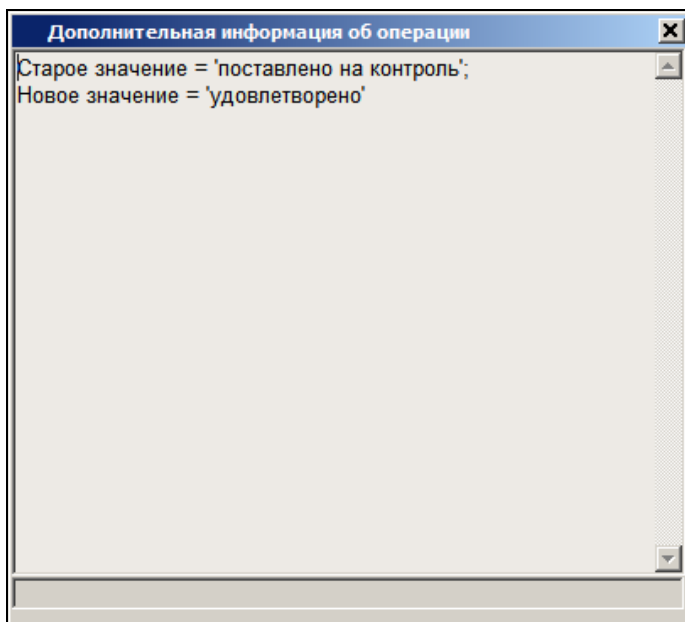 Дополнительная информация об операции
Старое значение = 'поставлено на контроль';
Новое значение = 'удовлетворено'